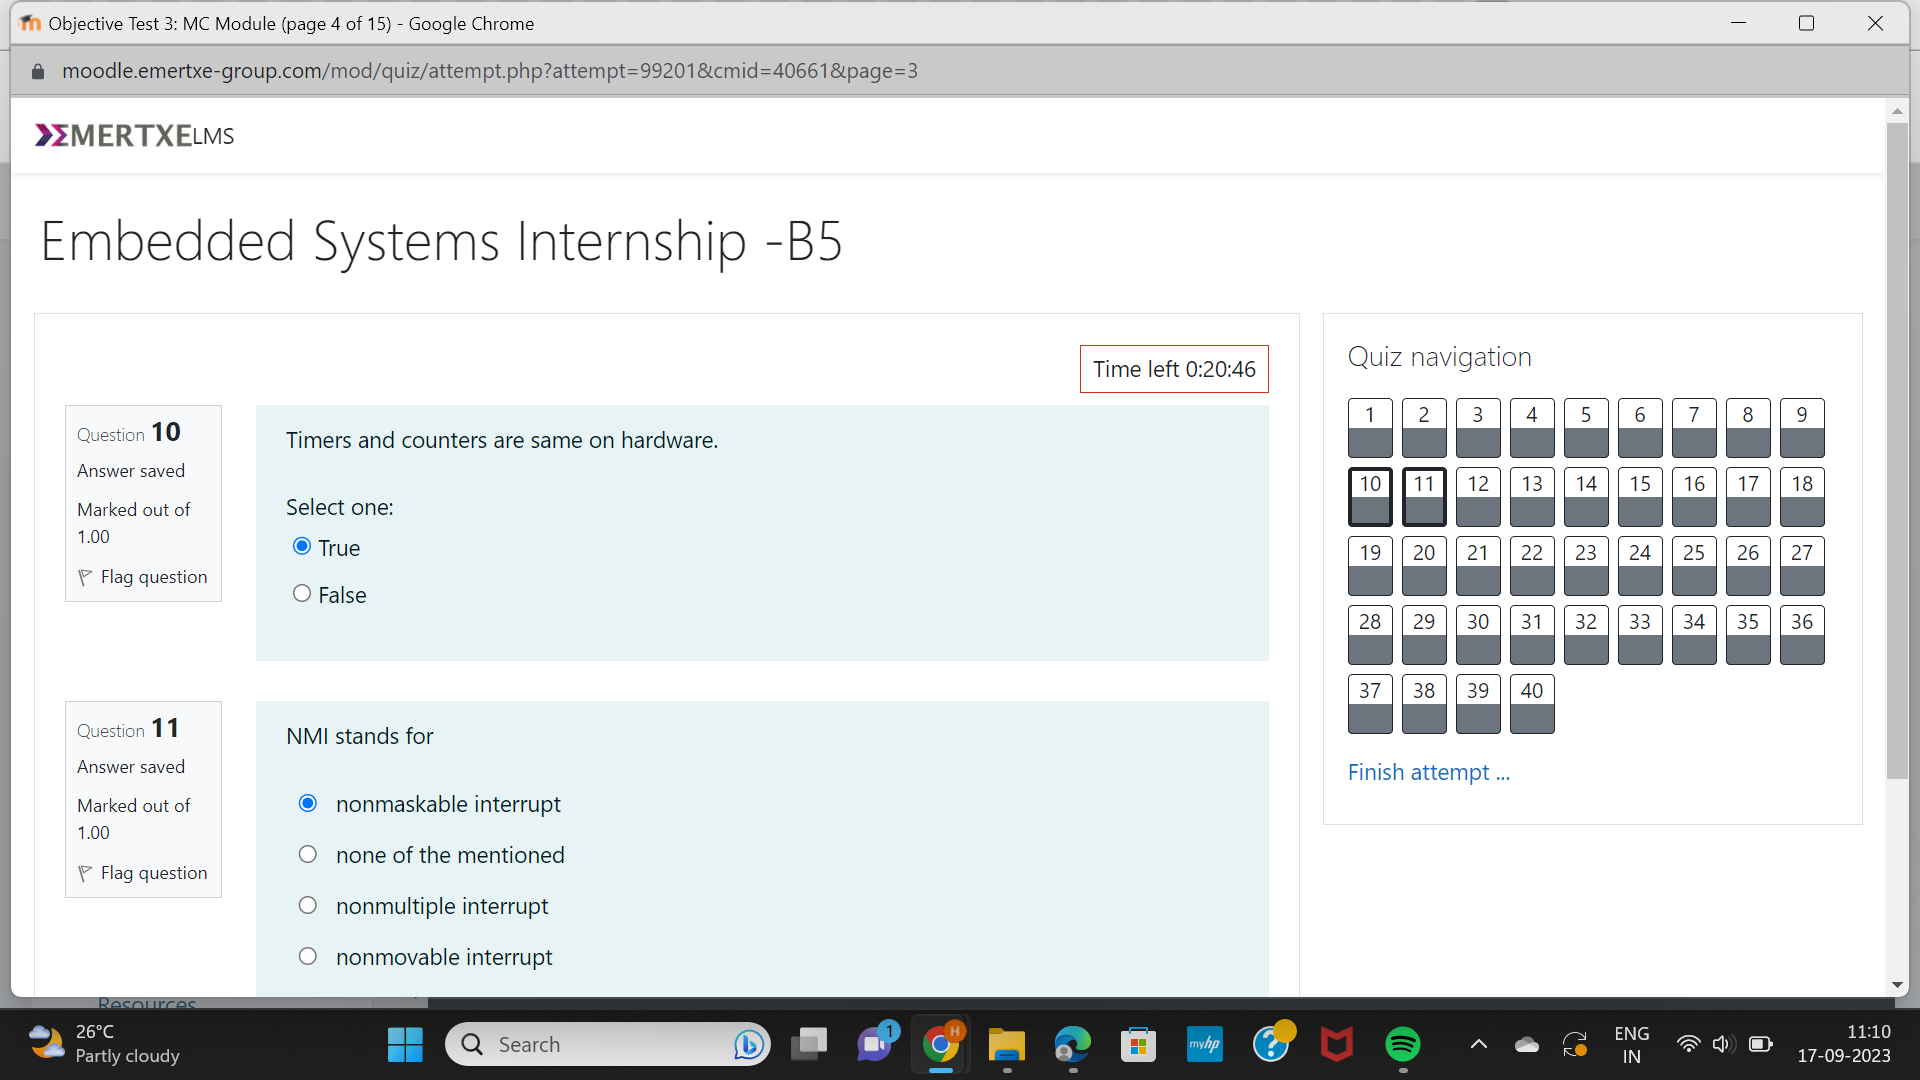 Objective Test 3: MC Module (page 4 of 15) - Google Chrome
moodle.emertxe-group.com/mod/quiz/attempt.php?attempt=99201&cmid=40661&page=3
EMERTXE LMS
Embedded Systems Internship -B5
Time left 0:20:46
Question 10
Answer saved
Marked out of
1.00
Flag question
Timers and counters are same on hardware.
Select one:
True
False
Question 11
Answer saved
Marked out of
1.00
Flag question
NMI stands for
nonmaskable interrupt
none of the mentioned
nonmultiple interrupt
nonmovable interrupt
Quiz navigation
1 2 3 4 5 6 7 8 9
10 11 12 13 14 15 16 17 18
19 20 21 22 23 24 25 26 27
28 29 30 31 32 33 34 35 36
37 38 39 40
Finish attempt ...
Resources
26°C
Partly cloudy
Search
1
H
myhp
?
ENG
IN
11:10
17-09-2023